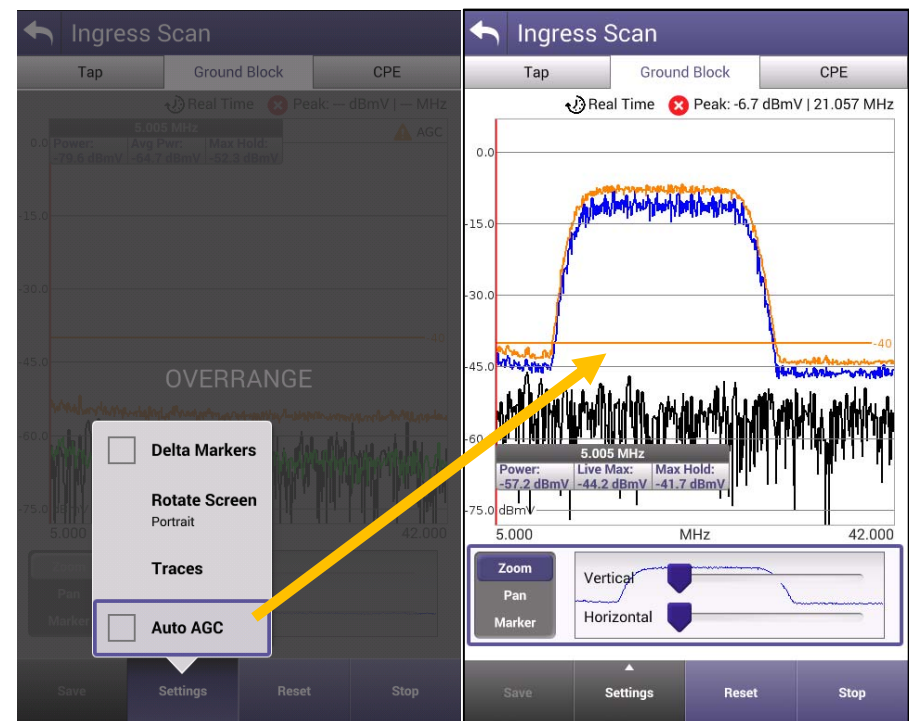 Ingress Scan
Tap Ground Block CPE
Real Time Peak: — dBmV | — MHz
5.005 MHz
Power: Avg Pwr: Max Hold:
-79.6 dBmV -64.7 dBmV -52.3 dBmV
AGC
0.0
-15.0
-30.0
-40
-45.0
OVERRANGE
-60.0
-75.0 dBmV
5.000 42.000
Pan
Marker
Delta Markers
Rotate Screen
Portrait
Traces
Auto AGC
Save Settings Reset Stop
Ingress Scan
Tap Ground Block CPE
Real Time Peak: -6.7 dBmV | 21.057 MHz
0.0
-15.0
-30.0
-40
-45.0
-60.0
5.005 MHz
Power: Live Max: Max Hold:
-57.2 dBmV -44.2 dBmV -41.7 dBmV
-75.0 dBmV
5.000 MHz 42.000
Zoom
Pan
Marker
Vertical
Horizontal
Save Settings Reset Stop